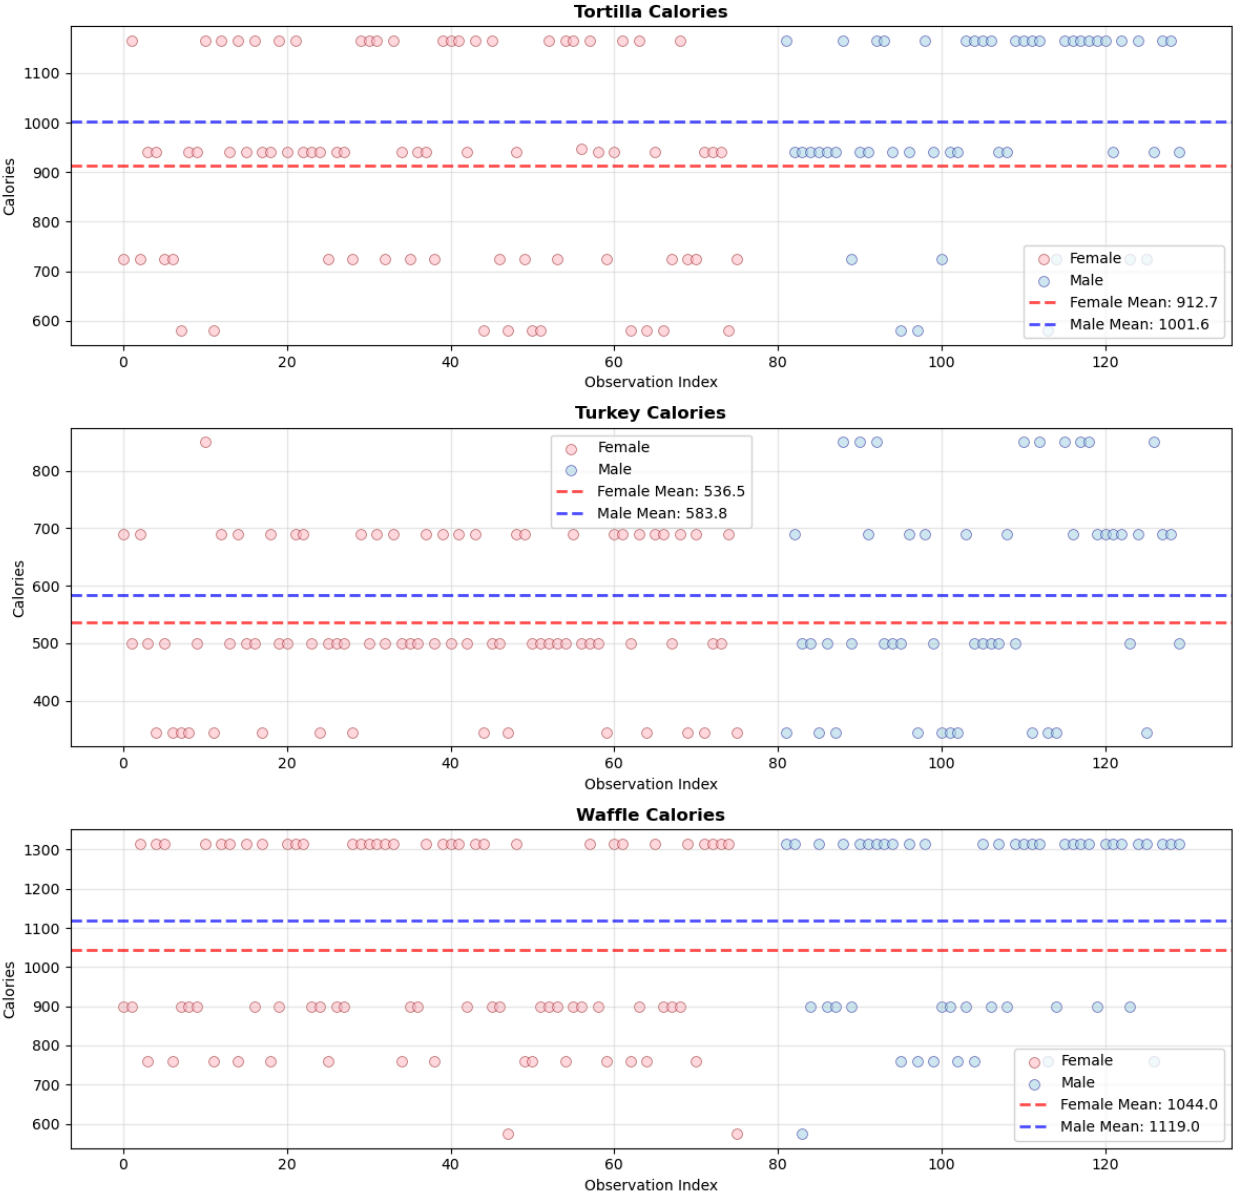 Tortilla Calories
1100
1000
900
800
700
600
Calories
Female
Male
Female Mean: 912.7
Male Mean: 1001.6
0 20 40 60 80 100 120
Observation Index
Turkey Calories
800
700
600
500
400
Calories
Female
Male
Female Mean: 536.5
Male Mean: 583.8
0 20 40 60 80 100 120
Observation Index
Waffle Calories
1300
1200
1100
1000
900
800
700
600
Calories
Female
Male
Female Mean: 1044.0
Male Mean: 1119.0
0 20 40 60 80 100 120
Observation Index